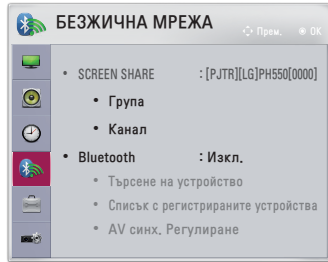 БЕЗЖИЧНА МРЕЖА
Прем. OK
• SCREEN SHARE : [PJTR][LG]PH550[0000]
• Група
• Канал
• Bluetooth : Изкл.
• Търсене на устройство
• Списък с регистрираните устройства
• AV синх. Регулиране